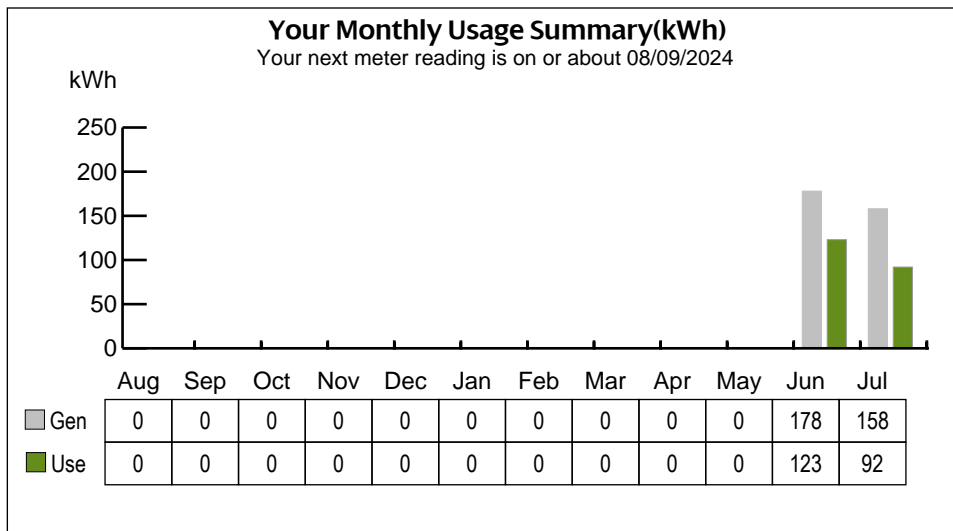 Your Monthly Usage Summary(kWh)
Your next meter reading is on or about 08/09/2024
kWh
250
200
150
100
50
0
Aug Sep Oct Nov Dec Jan Feb Mar Apr May Jun Jul
Gen 0 0 0 0 0 0 0 0 0 0 178 158
Use 0 0 0 0 0 0 0 0 0 0 123 92